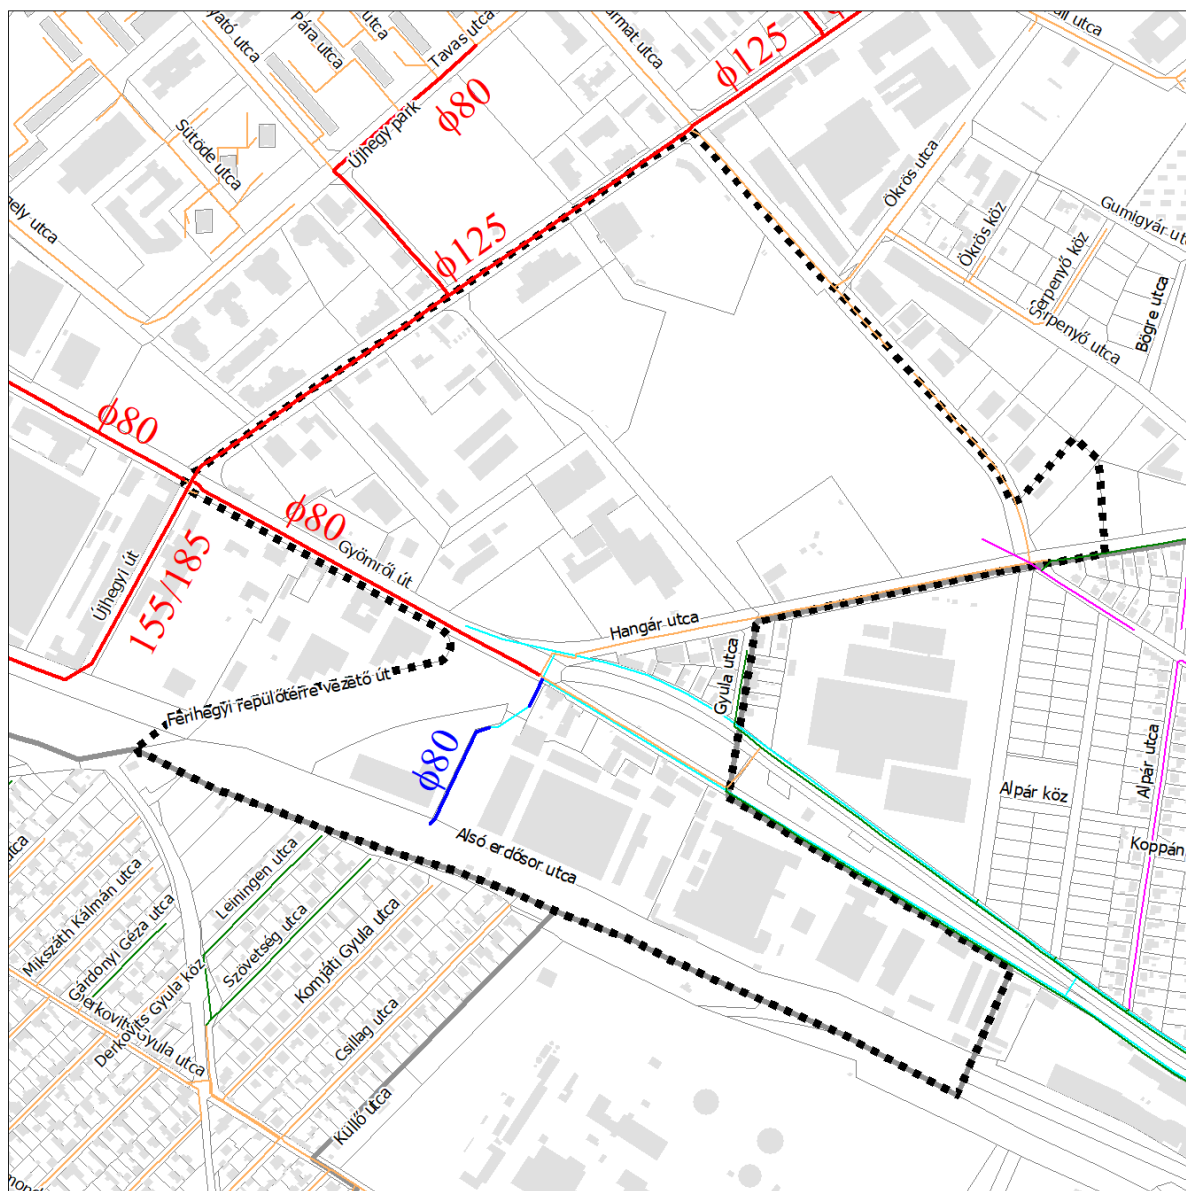 Pára utca
utca
Tavas utca
ϕ125
ϕ80
Újhegy park
Sütöde utca
Ökrös utca
Ökrös köz
Gumigyár
Serpenyő köz
Serpenyő utca
Bögre utca
ϕ125
ϕ80
ϕ80
Gyömrői út
Újhegyi út
155/185
Hangár utca
Gyula utca
Ferihegyi repülőtérre vezető út
ϕ80
Alsó erdősor utca
Alpár köz
Alpár utca
Koppán
Leiningen utca
Mikszáth Kálmán utca
Gárdonyi Géza utca
Szövetség utca
Komjáti Gyula utca
Derkovits Gyula köz
Derkovits Gyula utca
Csillag utca
Küllő utca